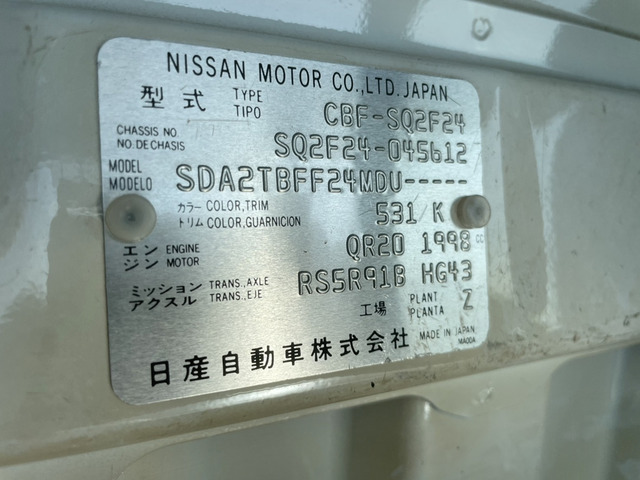 NISSAN MOTOR CO.,LTD.JAPAN
型式 TYPE TIPO CBF-SQ2F24
CHASSIS NO. NO.DE CHASIS SQ2F24-045612
MODEL MODELO SDA2TBFF24MDU-----
カラー COLOR,TRIM トリム COLOR,GUARNICION 531 / K
エンジン ENGINE MOTOR QR20 1998 CC
ミッション アクスル TRANS.,AXLE TRANS.,EJE RS5R91B HG43
工場 PLANT PLANTA Z
日産自動車株式会社 MADE IN JAPAN
MA00A